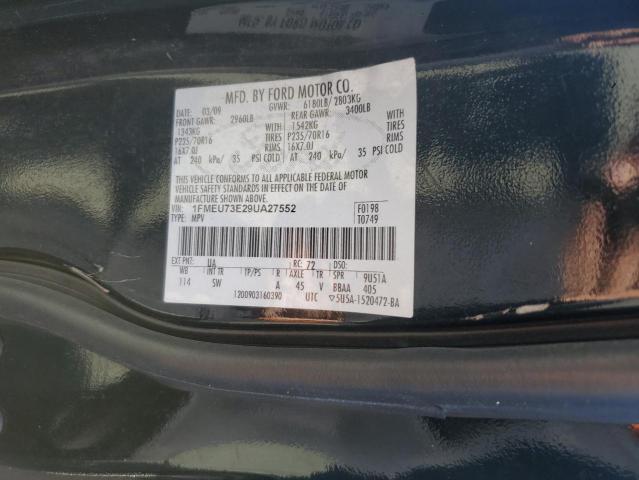 MFD. BY FORD MOTOR CO.
DATE: 03/09 GVWR: 6180LB/ 2803KG
FRONT GAWR: 2960LB REAR GAWR: 3400LB
1343KG WITH 1542KG WITH
P235/70R16 TIRES P235/70R16 TIRES
16X7.0J RIMS 16X7.0J RIMS
AT 240 kPa/ 35 PSI COLD AT 240 kPa/ 35 PSI COLD
THIS VEHICLE CONFORMS TO ALL APPLICABLE FEDERAL MOTOR
VEHICLE SAFETY STANDARDS IN EFFECT ON THE DATE OF
MANUFACTURE SHOWN ABOVE.
VIN: 1FMEU73E29UA27552 F0198
TYPE: MPV T0749
EXT PNT: UA RC: 72 DSO:
WB INT TR TP/PS R AXLE TR SPR 9U51A
114 SW A 45 V BBAA 405
1200903160390 UTC ▽5U5A-1520472-BA